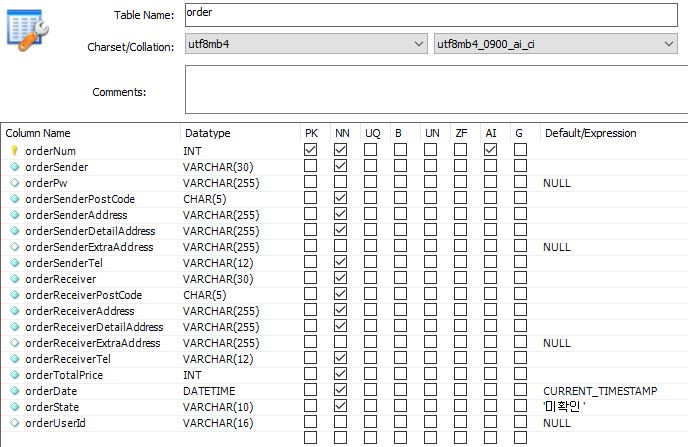 Table Name: order
Charset/Collation: utf8mb4 utf8mb4_0900_ai_ci
Comments:
Column Name Datatype PK NN UQ B UN ZF AI G Default/Expression
orderNum INT
orderSender VARCHAR(30)
orderPw VARCHAR(255) NULL
orderSenderPostCode CHAR(5)
orderSenderAddress VARCHAR(255)
orderSenderDetailAddress VARCHAR(255)
orderSenderExtraAddress VARCHAR(255) NULL
orderSenderTel VARCHAR(12)
orderReceiver VARCHAR(30)
orderReceiverPostCode CHAR(5)
orderReceiverAddress VARCHAR(255)
orderReceiverDetailAddress VARCHAR(255)
orderReceiverExtraAddress VARCHAR(255) NULL
orderReceiverTel VARCHAR(12)
orderTotalPrice INT
orderDate DATETIME CURRENT_TIMESTAMP
orderState VARCHAR(10) '미확인'
orderUserId VARCHAR(16) NULL